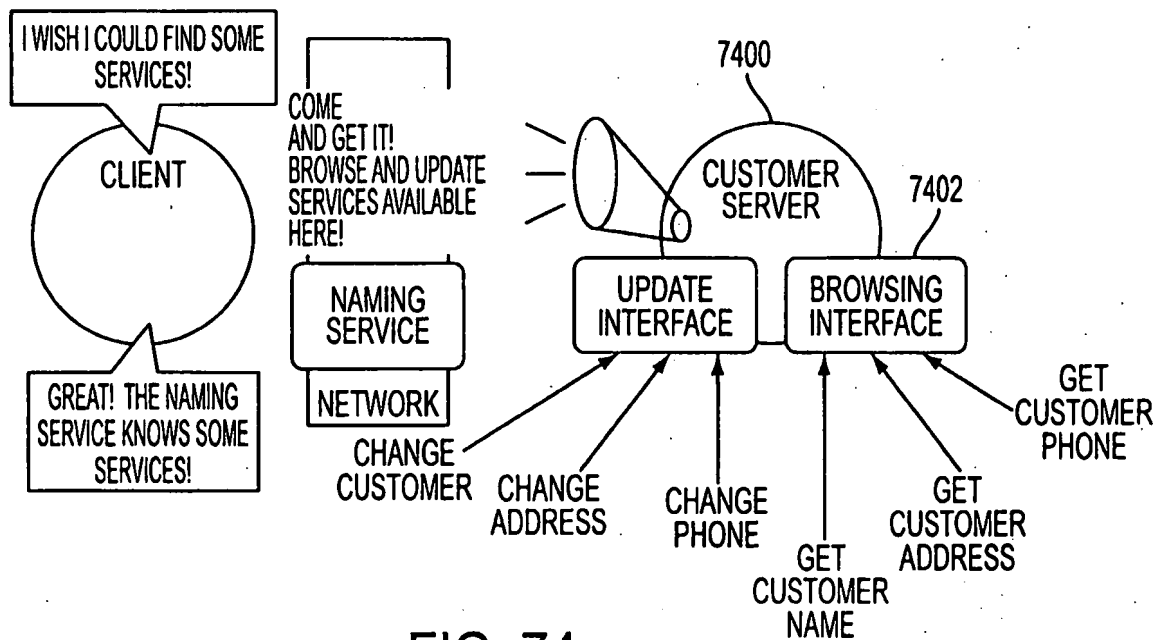 I WISH I COULD FIND SOME
SERVICES!
CLIENT
GREAT! THE NAMING
SERVICE KNOWS SOME
SERVICES!
COME
AND GET IT!
BROWSE AND UPDATE
SERVICES AVAILABLE
HERE!
NAMING
SERVICE
NETWORK
7400
CUSTOMER
SERVER
7402
UPDATE
INTERFACE
BROWSING
INTERFACE
CHANGE
CUSTOMER
CHANGE
ADDRESS
CHANGE
PHONE
GET
CUSTOMER
NAME
GET
CUSTOMER
ADDRESS
GET
CUSTOMER
PHONE
FIG. 74